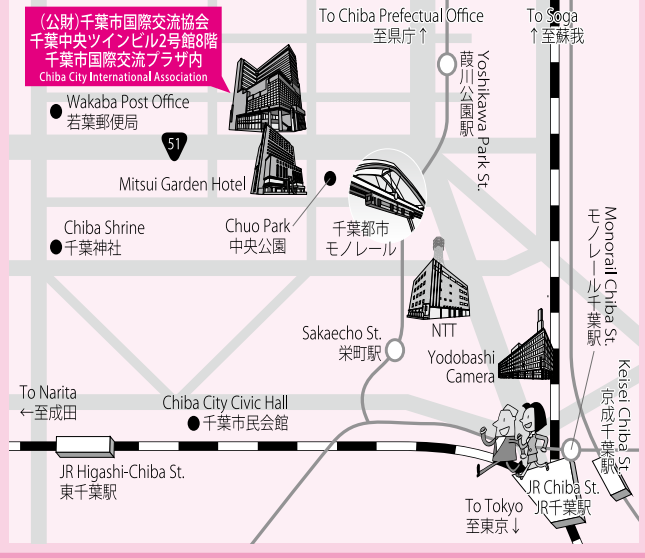 (公財)千葉市国際交流協会
千葉中央ツインビル2号館8階
千葉市国際交流プラザ内
Chiba City International Association
To Chiba Prefectual Office
至県庁↑
To Soga
↑至蘇我
Yoshikawa Park St.
葭川公園駅
Wakaba Post Office
若葉郵便局
51
Mitsui Garden Hotel
Chiba Shrine
千葉神社
Chuo Park
中央公園
千葉都市
モノレール
Monorail Chiba St.
モノレール千葉駅
NTT
Sakaecho St.
栄町駅
Yodobashi
Camera
Keisei Chiba St.
京成千葉駅
To Narita
←至成田
Chiba City Civic Hall
千葉市民会館
JR Higashi-Chiba St.
東千葉駅
JR Chiba St.
JR千葉駅
To Tokyo
至東京↓